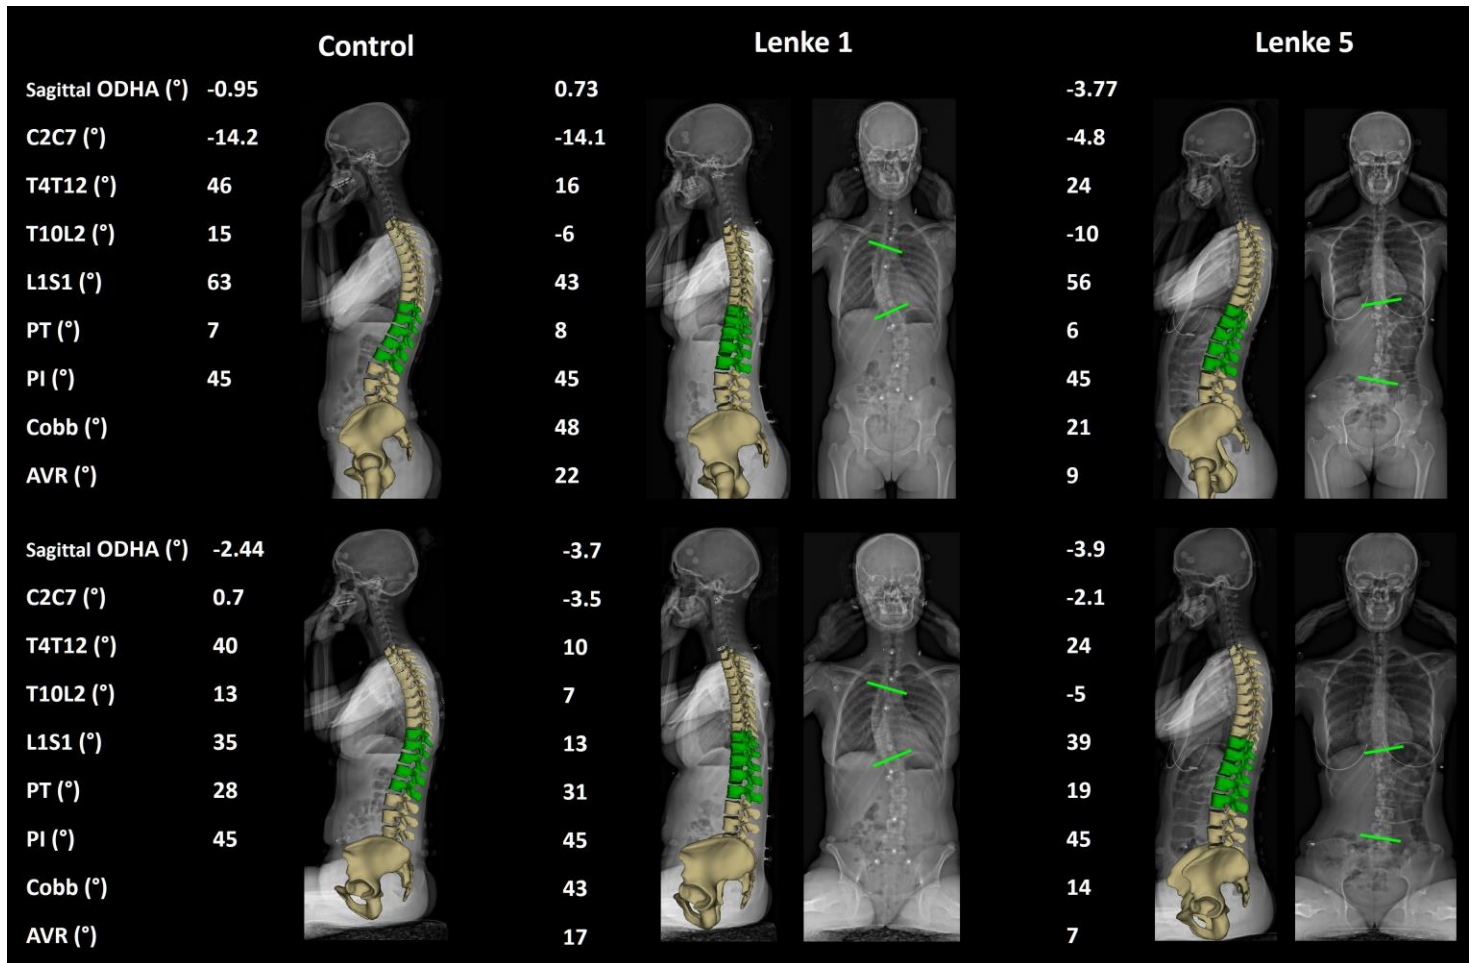 Control Lenke 1 Lenke 5
Sagittal ODHA (°) -0.95 0.73 -3.77
C2C7 (°) -14.2 -14.1 -4.8
T4T12 (°) 46 16 24
T10L2 (°) 15 -6 -10
L1S1 (°) 63 43 56
PT (°) 7 8 6
PI (°) 45 45 45
Cobb (°) 48 21
AVR (°) 22 9
Sagittal ODHA (°) -2.44 -3.7 -3.9
C2C7 (°) 0.7 -3.5 -2.1
T4T12 (°) 40 10 24
T10L2 (°) 13 7 -5
L1S1 (°) 35 13 39
PT (°) 28 31 19
PI (°) 45 45 45
Cobb (°) 43 14
AVR (°) 17 7